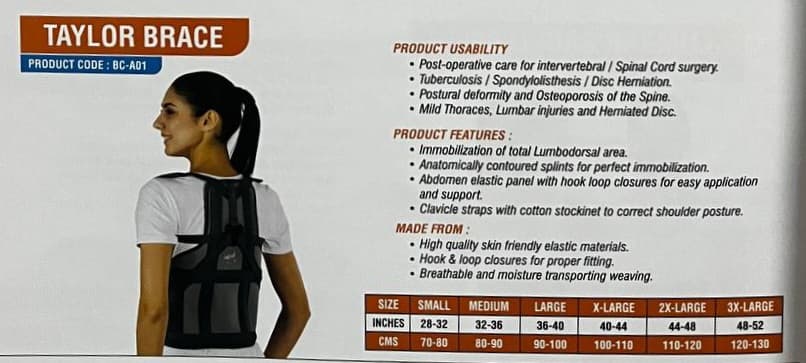 TAYLOR BRACE
PRODUCT CODE : BC-A01
PRODUCT USABILITY
• Post-operative care for intervertebral / Spinal Cord surgery.
• Tuberculosis / Spondylolisthesis / Disc Herniation.
• Postural deformity and Osteoporosis of the Spine.
• Mild Thoraces, Lumbar injuries and Herniated Disc.
PRODUCT FEATURES :
• Immobilization of total Lumbodorsal area.
• Anatomically contoured splints for perfect immobilization.
• Abdomen elastic panel with hook loop closures for easy application
and support.
• Clavicle straps with cotton stockinet to correct shoulder posture.
MADE FROM :
• High quality skin friendly elastic materials.
• Hook & loop closures for proper fitting.
• Breathable and moisture transporting weaving.
SIZE SMALL MEDIUM LARGE X-LARGE 2X-LARGE 3X-LARGE
INCHES 28-32 32-36 36-40 40-44 44-48 48-52
CMS 70-80 80-90 90-100 100-110 110-120 120-130